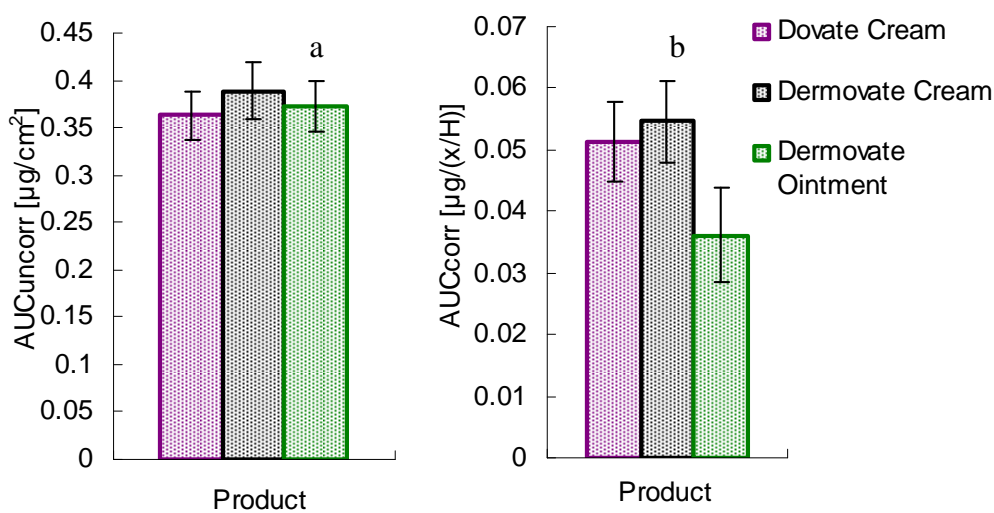 AUCuncorr [µg/cm²]
0.45
0.4
0.35
0.3
0.25
0.2
0.15
0.1
0.05
0
a
Product
AUCcorr [µg/(x/H)]
0.07
0.06
0.05
0.04
0.03
0.02
0.01
0
b
Product
Dovate Cream
Dermovate Cream
Dermovate
Ointment